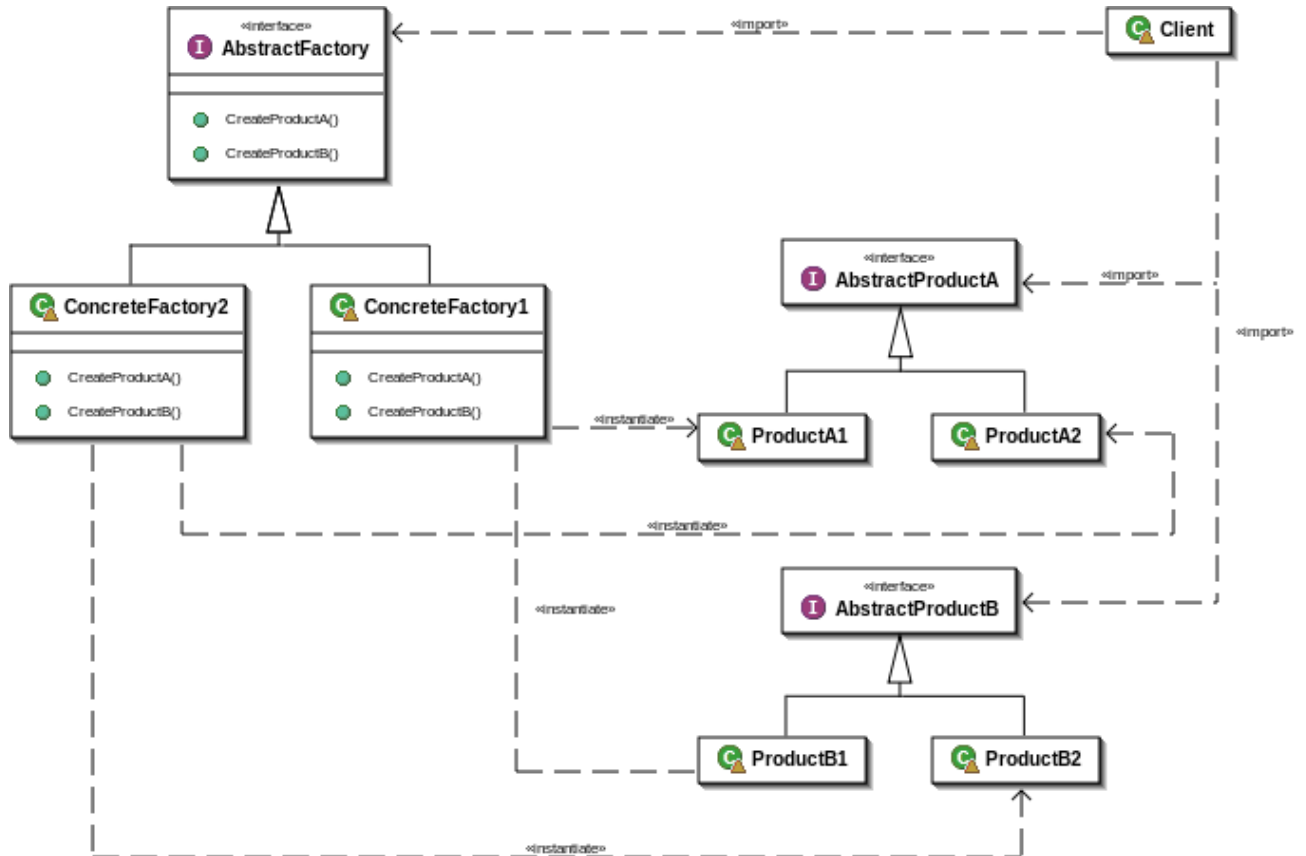 «interface»
I AbstractFactory
CreateProductA()
CreateProductB()
«import»
C Client
C ConcreteFactory2
CreateProductA()
CreateProductB()
C ConcreteFactory1
CreateProductA()
CreateProductB()
«interface»
I AbstractProductA
«import»
«import»
«instantiate»
C ProductA1
C ProductA2
«instantiate»
«interface»
I AbstractProductB
«instantiate»
C ProductB1
C ProductB2
«instantiate»